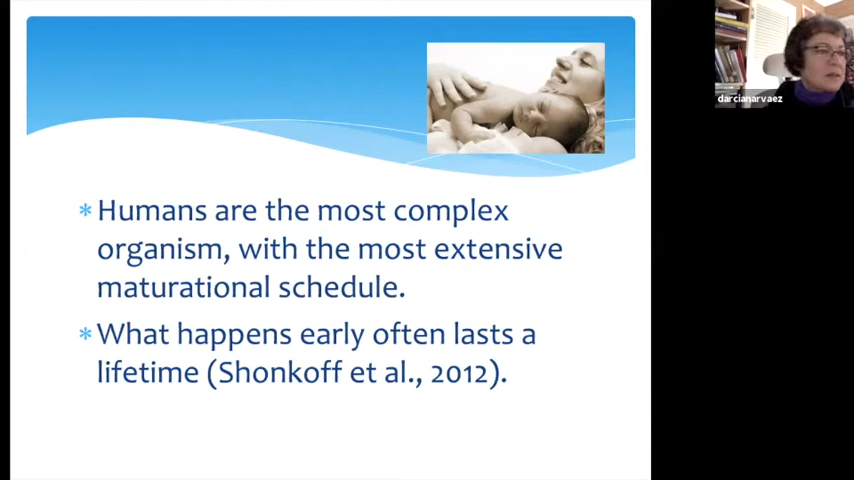 darcianarvaez
* Humans are the most complex
organism, with the most extensive
maturational schedule.
* What happens early often lasts a
lifetime (Shonkoff et al., 2012).